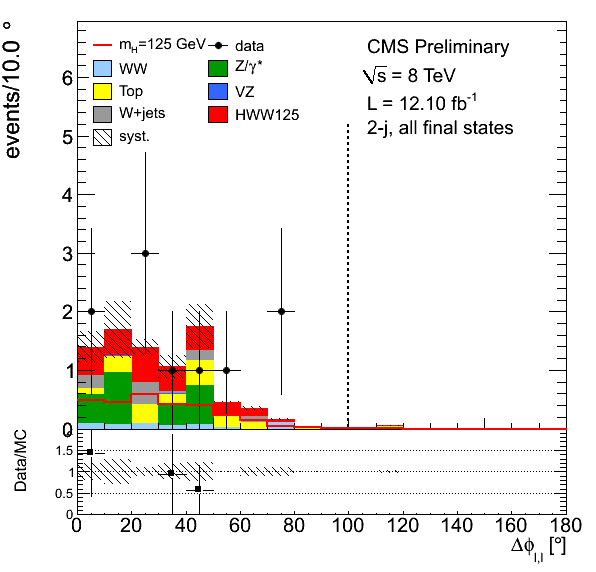 events/10.0 °
m_H=125 GeV
data
WW
Z/γ*
Top
VZ
W+jets
HWW125
syst.
CMS Preliminary
√s = 8 TeV
L = 12.10 fb⁻¹
2-j, all final states
6
5
4
3
2
1
0
Data/MC
2
1.5
1
0.5
0
0 20 40 60 80 100 120 140 160 180
Δϕ_l,l [°]